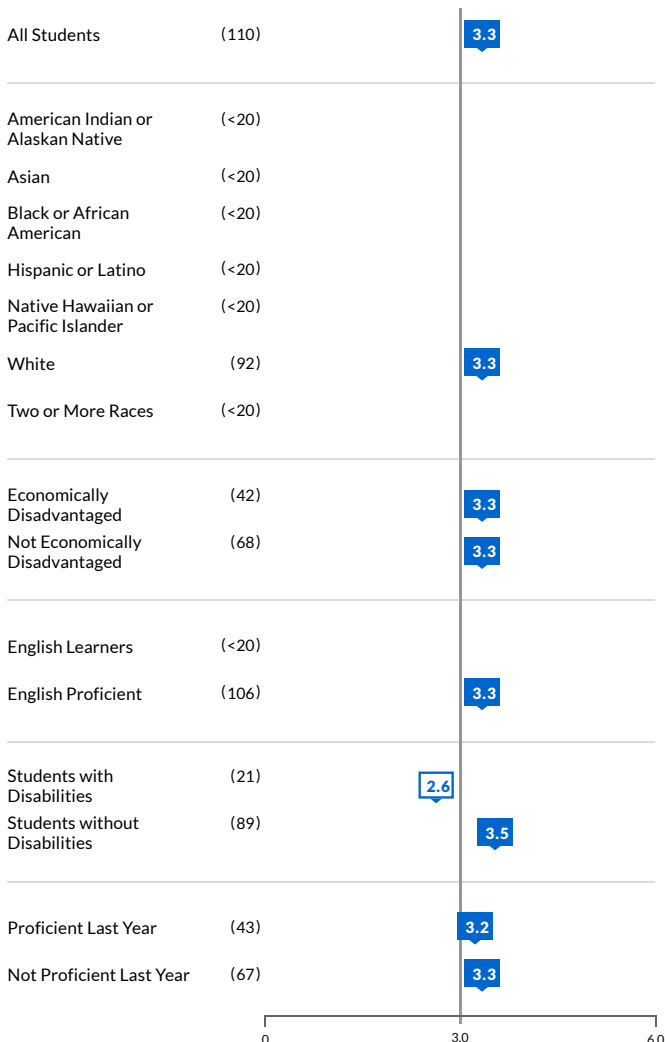 All Students (110) 3.3
American Indian or (<20)
Alaskan Native
Asian (<20)
Black or African (<20)
American
Hispanic or Latino (<20)
Native Hawaiian or (<20)
Pacific Islander
White (92) 3.3
Two or More Races (<20)
Economically (42) 3.3
Disadvantaged
Not Economically (68) 3.3
Disadvantaged
English Learners (<20)
English Proficient (106) 3.3
Students with (21) 2.6
Disabilities
Students without (89) 3.5
Disabilities
Proficient Last Year (43) 3.2
Not Proficient Last Year (67) 3.3
0 3.0 6.0